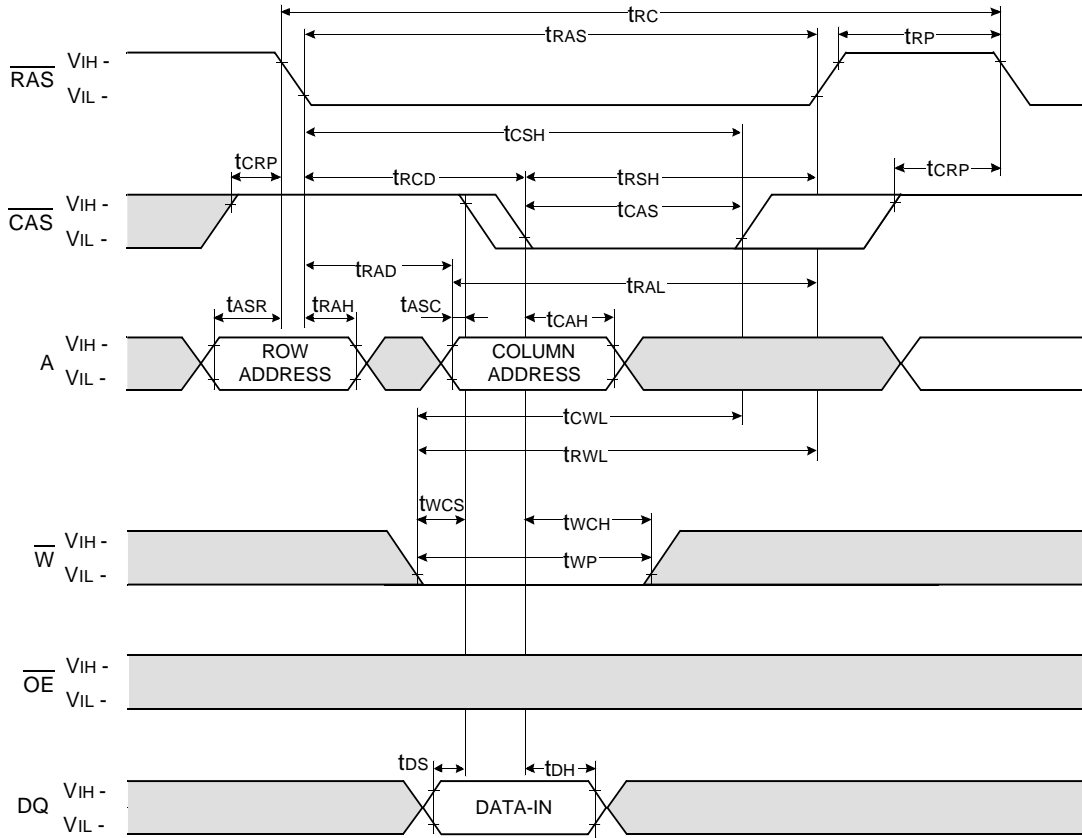 tRC
tRAS
tRP
RAS
VIH -
VIL -
tCSH
tCRP
tRCD
tRSH
tCRP
CAS
VIH -
VIL -
tCAS
tRAD
tRAL
tASR
tRAH
tASC
tCAH
A
VIH -
VIL -
ROW
ADDRESS
COLUMN
ADDRESS
tCWL
tRWL
tWCS
tWCH
W
VIH -
VIL -
tWP
OE
VIH -
VIL -
tDS
tDH
DQ
VIH -
VIL -
DATA-IN